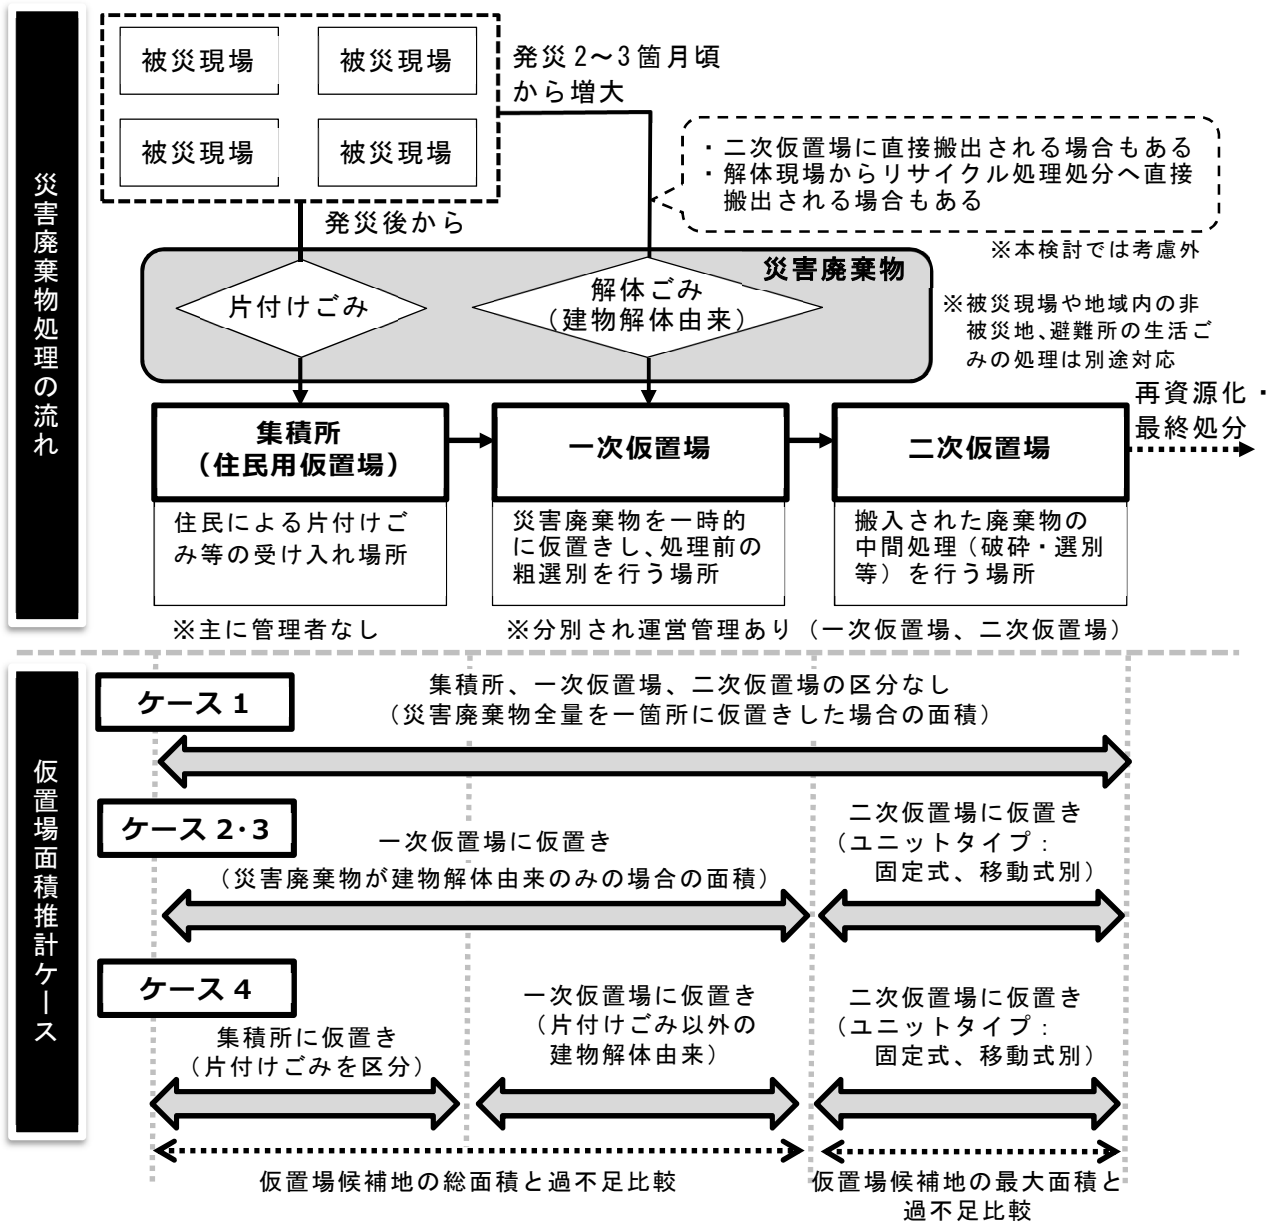 災害廃棄物処理の流れ
被災現場
被災現場
被災現場
被災現場
発災2～3箇月頃
から増大
・二次仮置場に直接搬出される場合もある
・解体現場からリサイクル処理処分へ直接
搬出される場合もある
※本検討では考慮外
発災後から
災害廃棄物
片付けごみ
解体ごみ
（建物解体由来）
※被災現場や地域内の非
被災地、避難所の生活ご
みの処理は別途対応
再資源化・
最終処分
集積所
（住民用仮置場）
一次仮置場
二次仮置場
住民による片付けご
み等の受け入れ場所
災害廃棄物を一時的
に仮置きし、処理前の
粗選別を行う場所
搬入された廃棄物の
中間処理（破砕・選別
等）を行う場所
※主に管理者なし
※分別され運営管理あり（一次仮置場、二次仮置場）
仮置場面積推計ケース
ケース1
集積所、一次仮置場、二次仮置場の区分なし
（災害廃棄物全量を一箇所に仮置きした場合の面積）
ケース2･3
一次仮置場に仮置き
（災害廃棄物が建物解体由来のみの場合の面積）
二次仮置場に仮置き
（ユニットタイプ：
固定式、移動式別）
ケース4
集積所に仮置き
（片付けごみを区分）
一次仮置場に仮置き
（片付けごみ以外の
建物解体由来）
二次仮置場に仮置き
（ユニットタイプ：
固定式、移動式別）
仮置場候補地の総面積と過不足比較
仮置場候補地の最大面積と
過不足比較